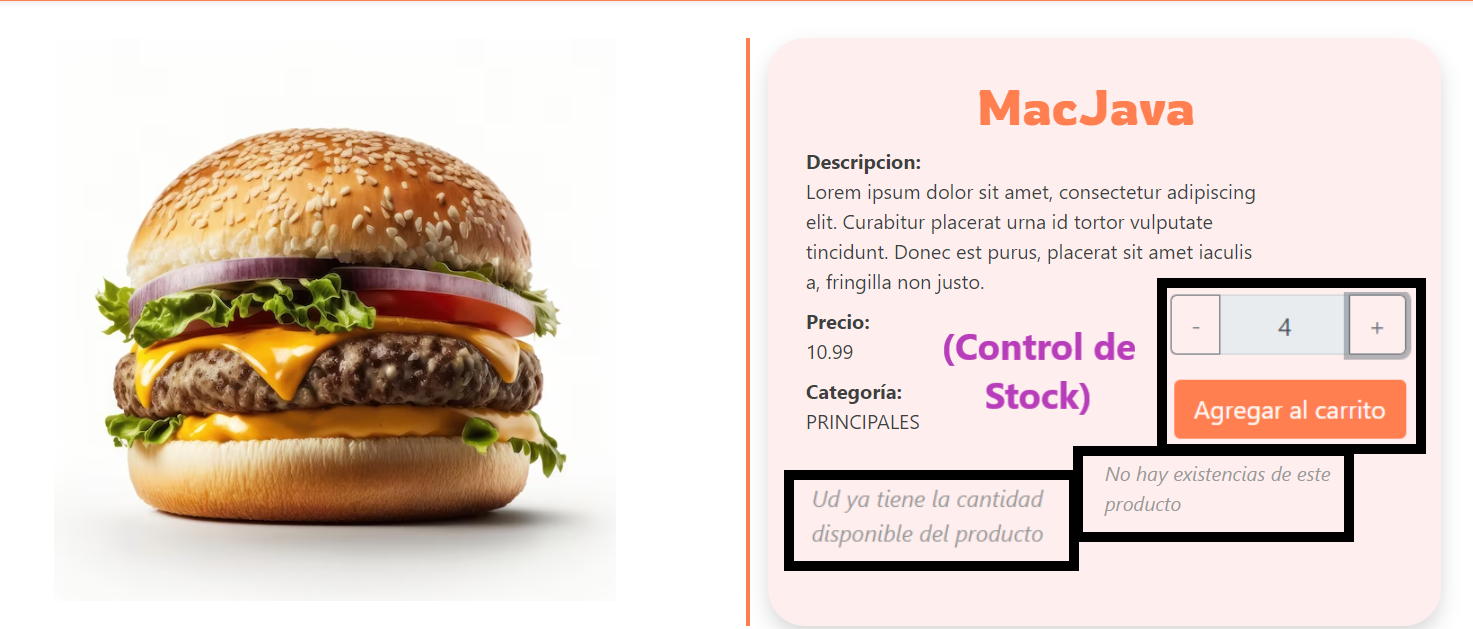 MacJava
Descripcion:
Lorem ipsum dolor sit amet, consectetur adipiscing
elit. Curabitur placerat urna id tortor vulputate
tincidunt. Donec est purus, placerat sit amet iaculis
a, fringilla non justo.
Precio:
10.99
(Control de
Stock)
- 4 +
Agregar al carrito
Categoría:
PRINCIPALES
Ud ya tiene la cantidad
disponible del producto
No hay existencias de este
producto